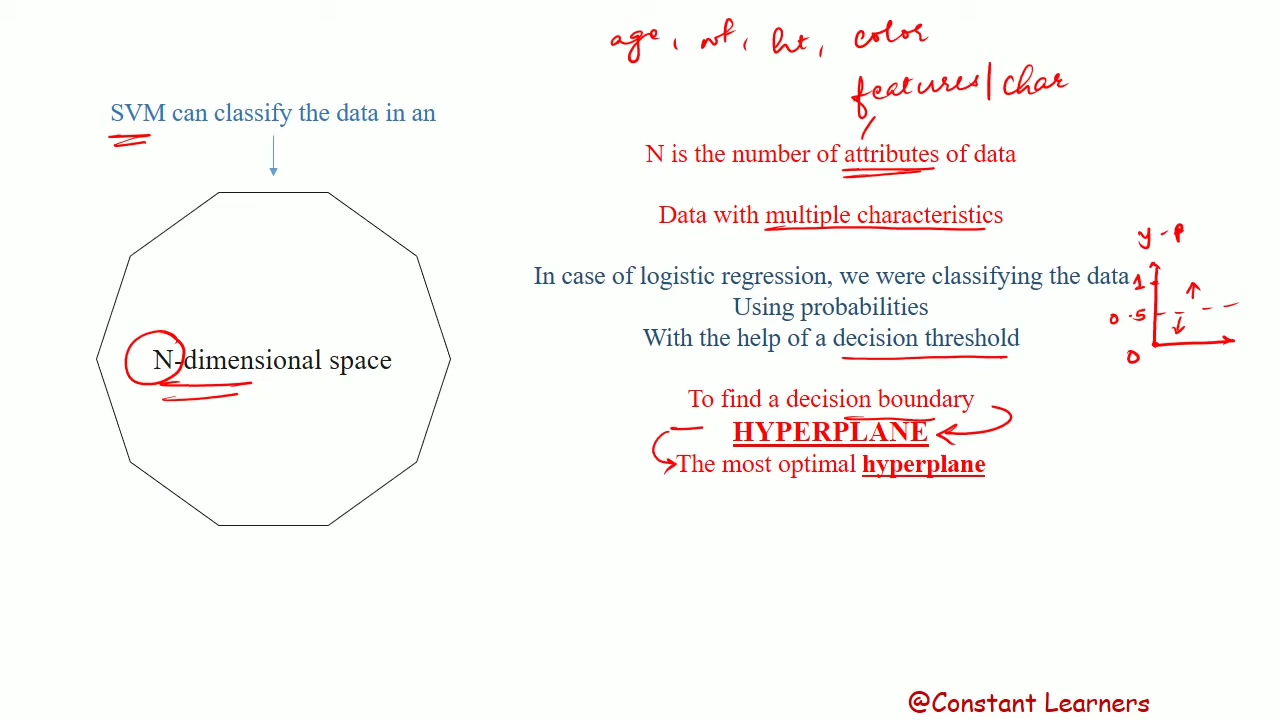 age, wt, ht, color
features/char
SVM can classify the data in an
N is the number of attributes of data
Data with multiple characteristics
y - P
In case of logistic regression, we were classifying the data
1
Using probabilities
0.5
With the help of a decision threshold
0
N-dimensional space
To find a decision boundary
HYPERPLANE
The most optimal hyperplane
@Constant Learners